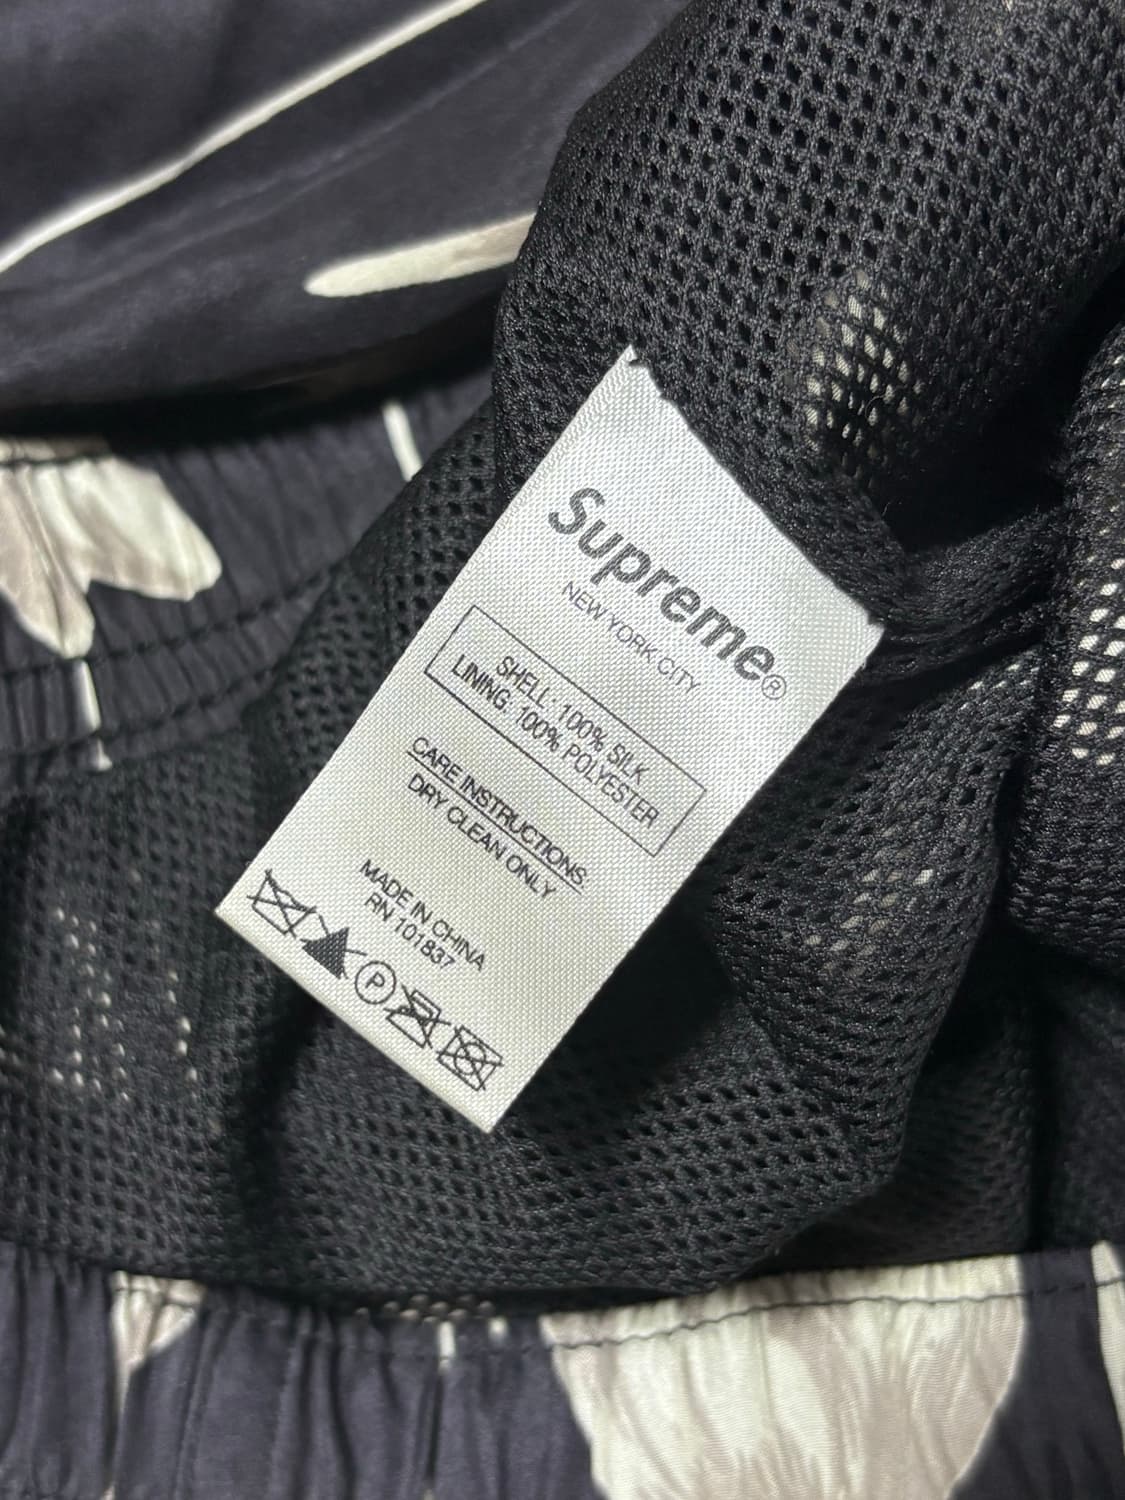 Supreme®
NEW YORK CITY
SHELL: 100% SILK
LINING: 100% POLYESTER
CARE INSTRUCTIONS:
DRY CLEAN ONLY
MADE IN CHINA
RN 101837
P